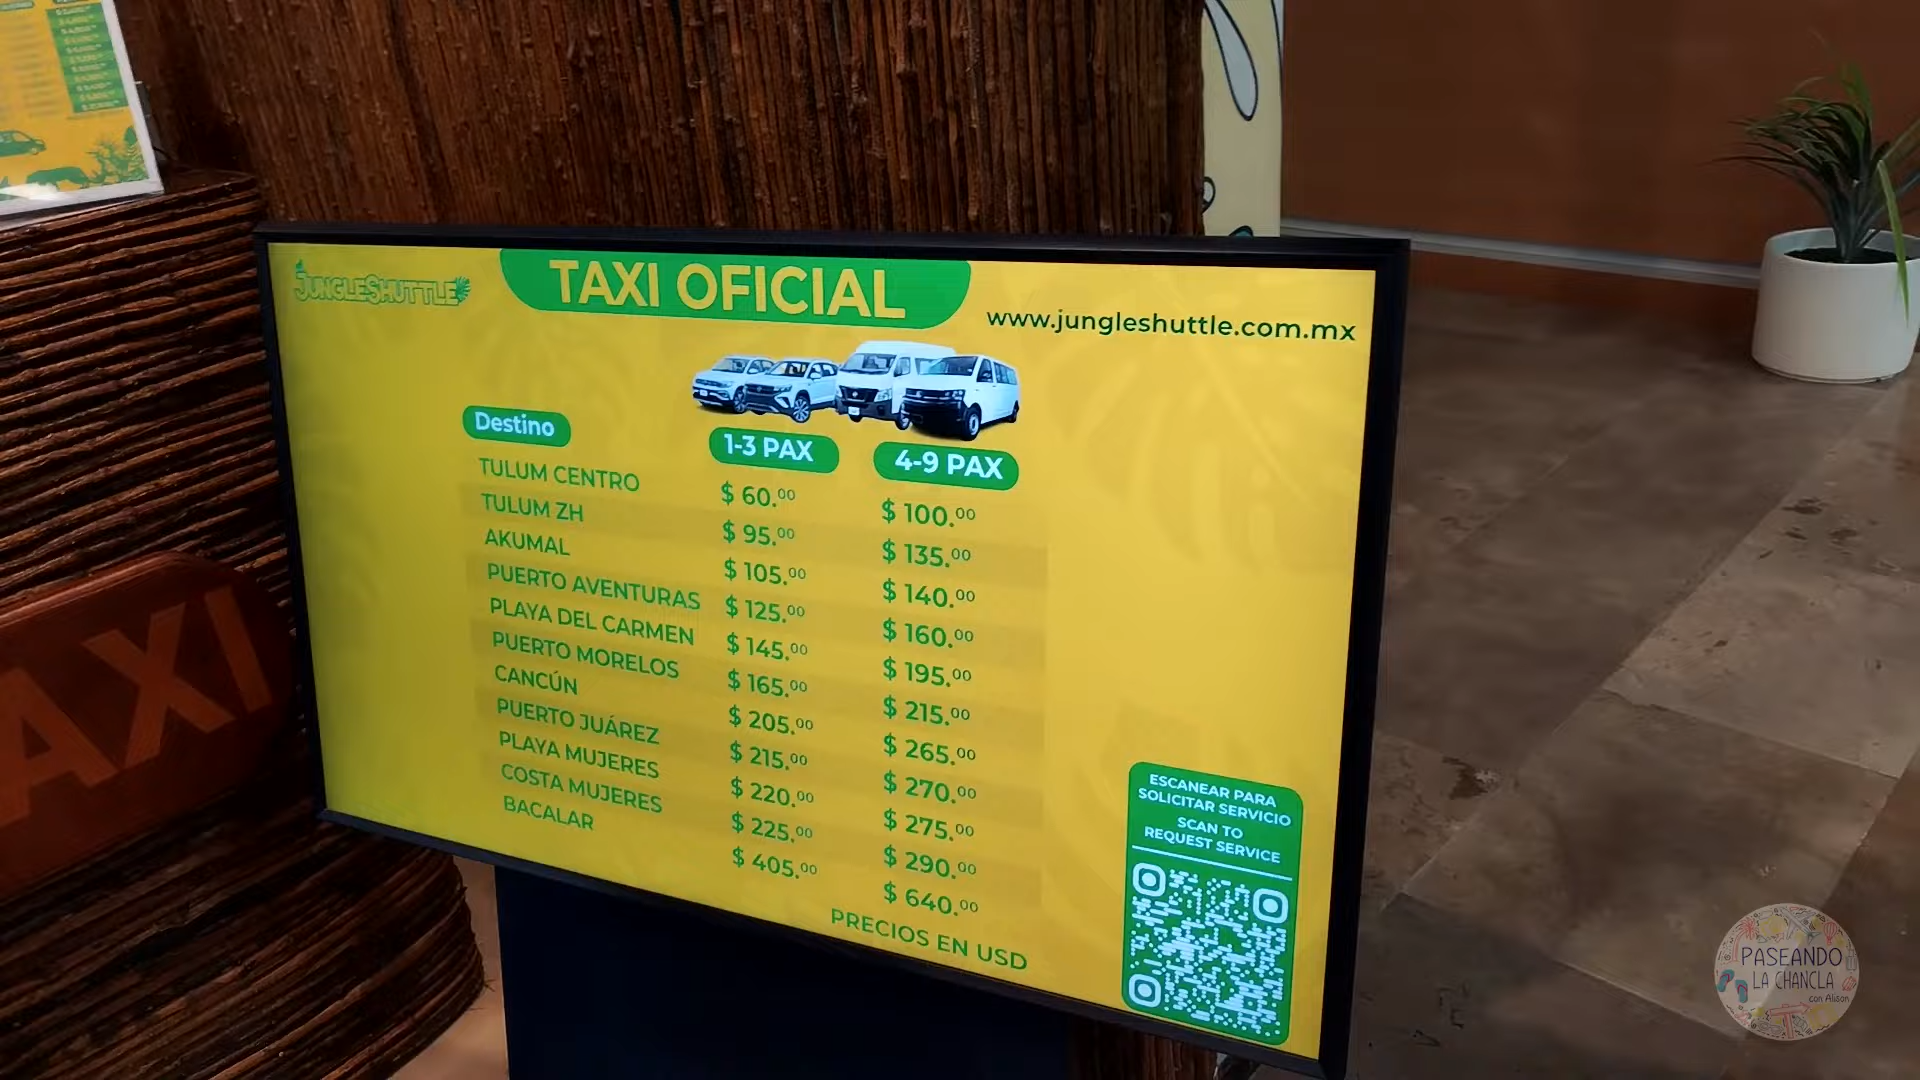 JUNGLESHUTTLE
TAXI OFICIAL
www.jungleshuttle.com.mx
Destino 1-3 PAX 4-9 PAX
TULUM CENTRO $ 60.00 $ 100.00
TULUM ZH $ 95.00 $ 135.00
AKUMAL $ 105.00 $ 140.00
PUERTO AVENTURAS $ 125.00 $ 160.00
PLAYA DEL CARMEN $ 145.00 $ 195.00
PUERTO MORELOS $ 165.00 $ 215.00
CANCÚN $ 205.00 $ 265.00
PUERTO JUÁREZ $ 215.00 $ 270.00
PLAYA MUJERES $ 220.00 $ 275.00
COSTA MUJERES $ 225.00 $ 290.00
BACALAR $ 405.00 $ 640.00
PRECIOS EN USD
ESCANEAR PARA
SOLICITAR SERVICIO
SCAN TO
REQUEST SERVICE
AXI
PASEANDO
LA CHANCLA
con Alison